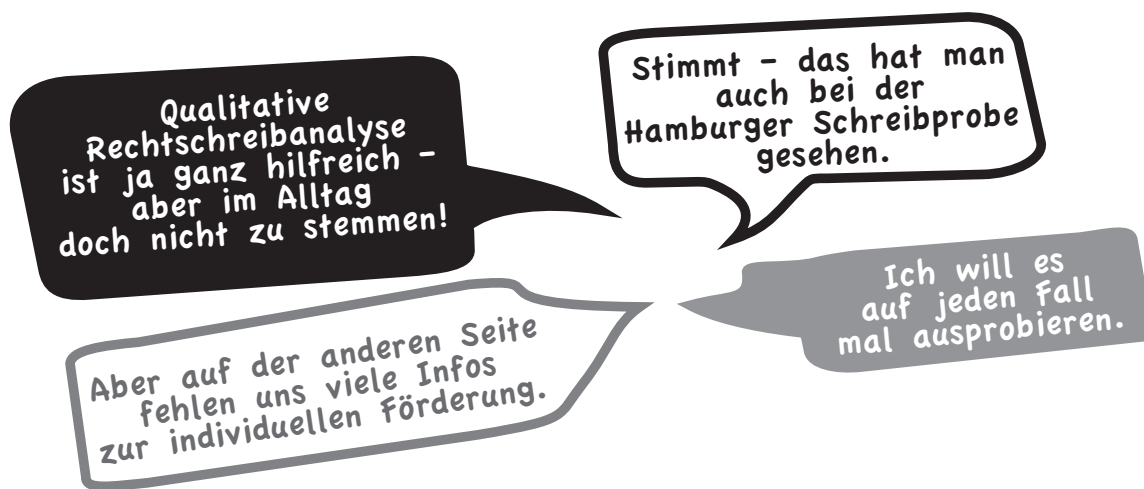 Qualitative
Rechtschreibanalyse
ist ja ganz hilfreich –
aber im Alltag
doch nicht zu stemmen!
Stimmt – das hat man
auch bei der
Hamburger Schreibprobe
gesehen.
Aber auf der anderen Seite
fehlen uns viele Infos
zur individuellen Förderung.
Ich will es
auf jeden Fall
mal ausprobieren.